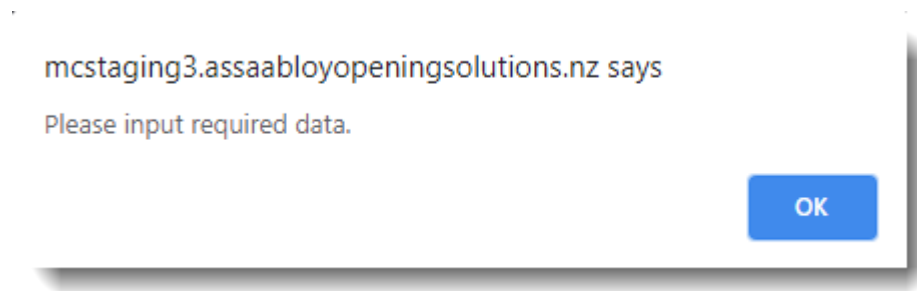 mcstaging3.assaabloyopeningsolutions.nz says
Please input required data.
OK